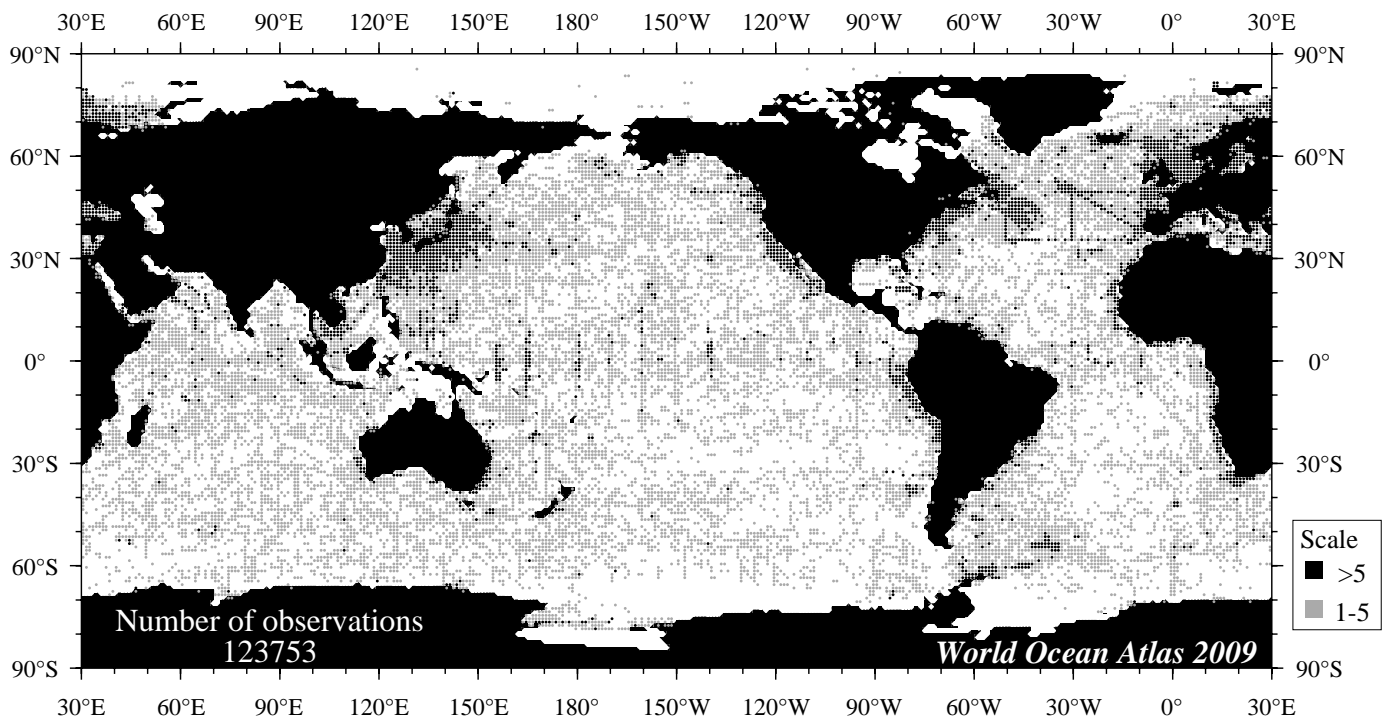 30°E 60°E 90°E 120°E 150°E 180° 150°W 120°W 90°W 60°W 30°W 0° 30°E
90°N 90°N
60°N 60°N
30°N 30°N
0° 0°
30°S 30°S
60°S 60°S
90°S 90°S
Scale
>5
1-5
Number of observations
123753
World Ocean Atlas 2009
30°E 60°E 90°E 120°E 150°E 180° 150°W 120°W 90°W 60°W 30°W 0° 30°E